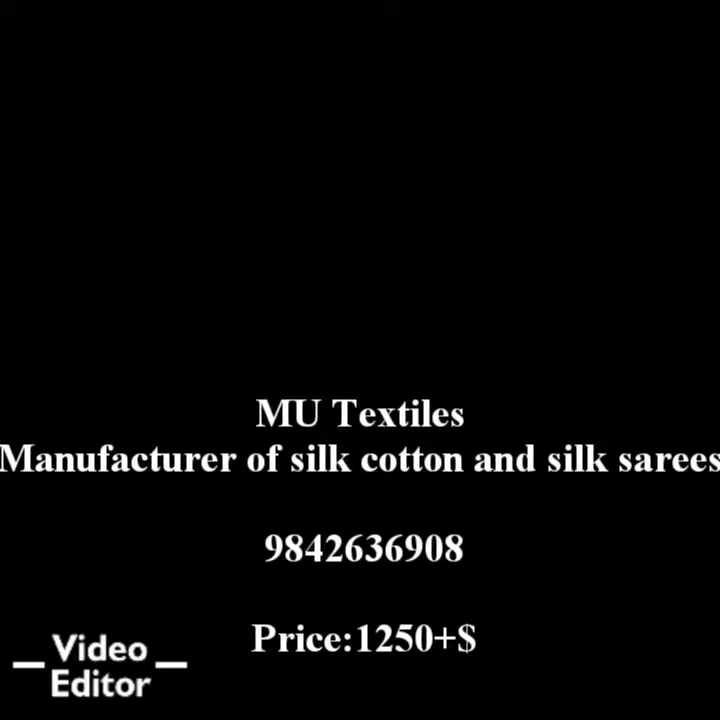 MU Textiles
Manufacturer of silk cotton and silk sarees
9842636908
Price:1250+$
Video
Editor